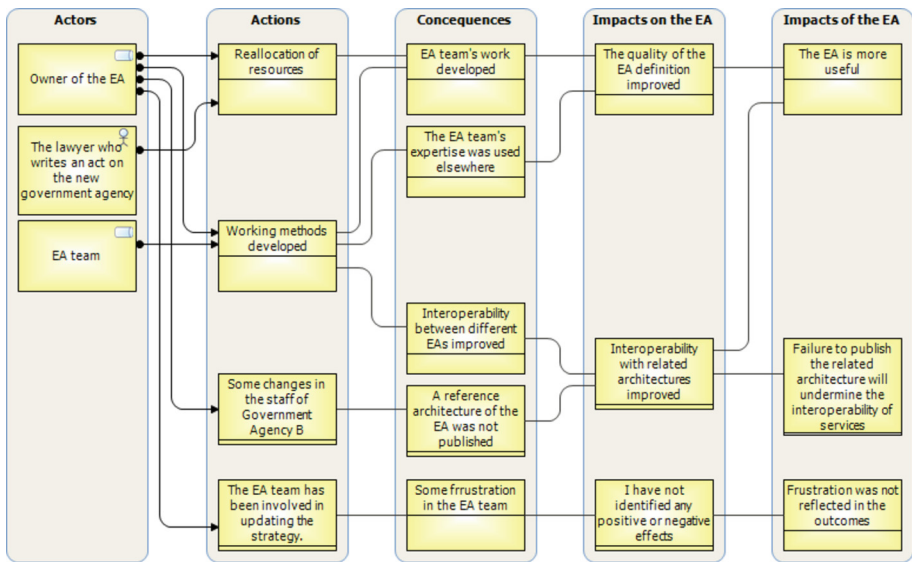 Actors
Owner of the EA
The lawyer who
writes an act on
the new
government agency
EA team
Actions
Reallocation of
resources
Working methods
developed
Some changes in
the staff of
Government
Agency B
The EA team has
been involved in
updating the
strategy.
Concequences
EA team's work
developed
The EA team's
expertise was used
elsewhere
Interoperability
between different
EAs improved
A reference
architecture of the
EA was not
published
Some frrustration
in the EA team
Impacts on the EA
The quality of the
EA definition
improved
Interoperability
with related
architectures
improved
I have not
identified any
positive or negative
effects
Impacts of the EA
The EA is more
useful
Failure to publish
the related
architecture will
undermine the
interoperability of
services
Frustration was not
reflected in the
outcomes